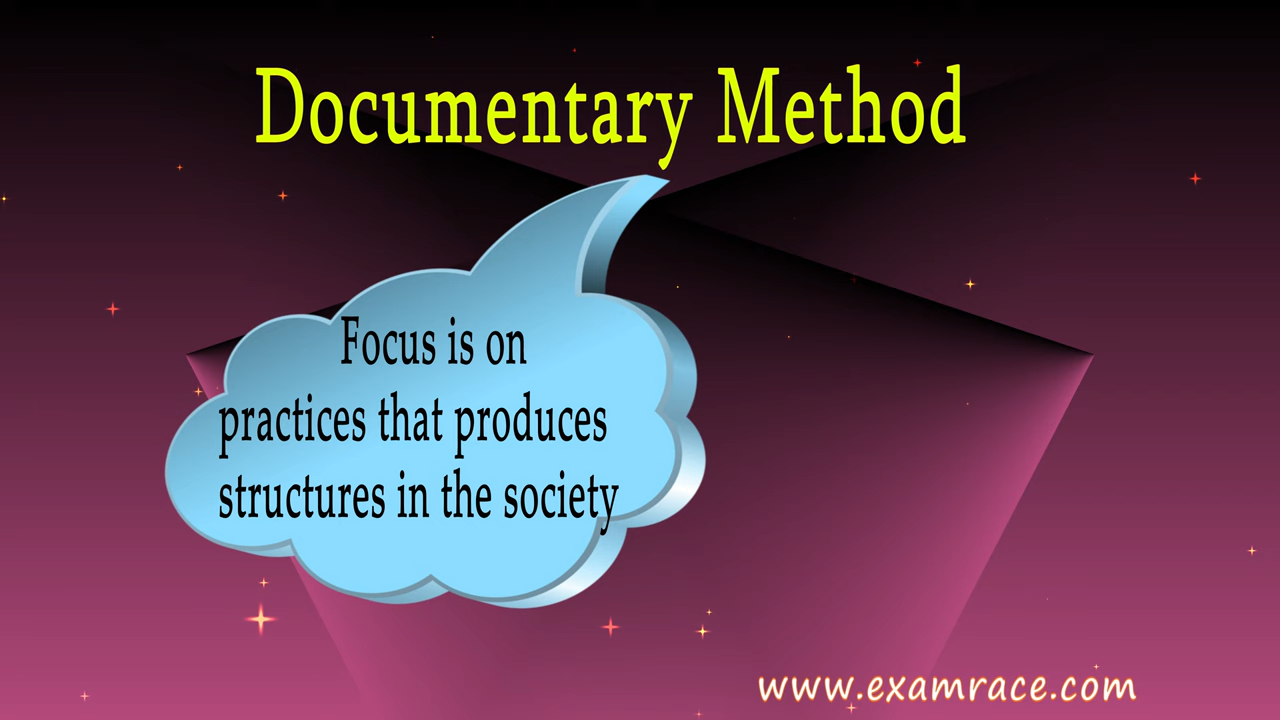 Documentary Method
Focus is on
practices that produces
structures in the society
www.examrace.com